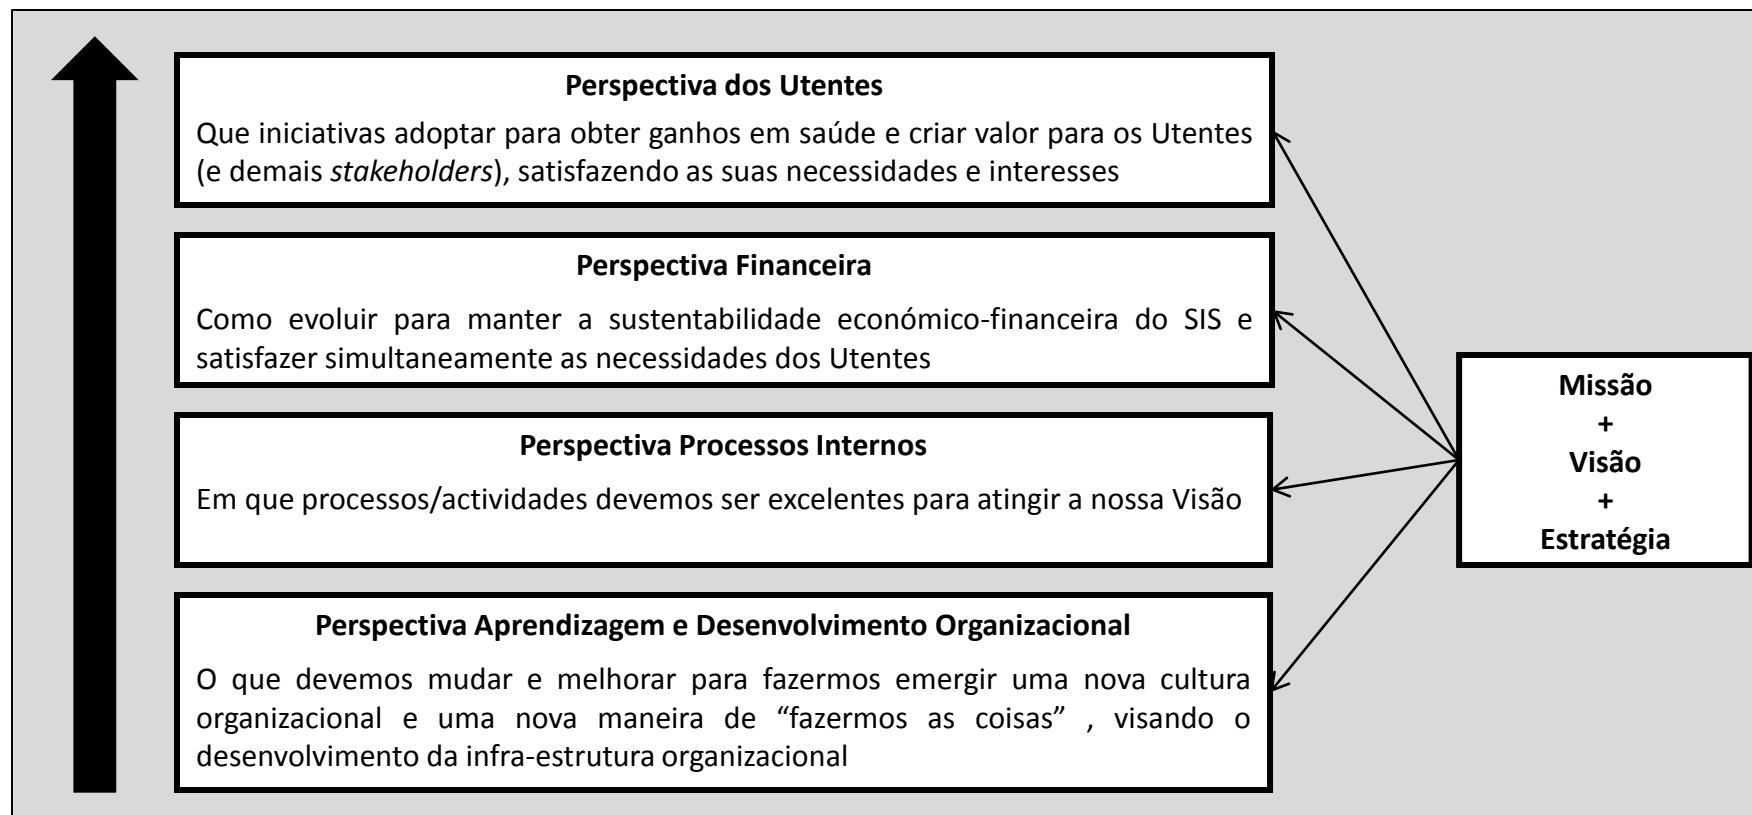 Perspectiva dos Utentes
Que iniciativas adoptar para obter ganhos em saúde e criar valor para os Utentes
(e demais stakeholders), satisfazendo as suas necessidades e interesses
Perspectiva Financeira
Como evoluir para manter a sustentabilidade económico-financeira do SIS e
satisfazer simultaneamente as necessidades dos Utentes
Perspectiva Processos Internos
Em que processos/actividades devemos ser excelentes para atingir a nossa Visão
Perspectiva Aprendizagem e Desenvolvimento Organizacional
O que devemos mudar e melhorar para fazermos emergir uma nova cultura
organizacional e uma nova maneira de “fazermos as coisas” , visando o
desenvolvimento da infra-estrutura organizacional
Missão
+
Visão
+
Estratégia